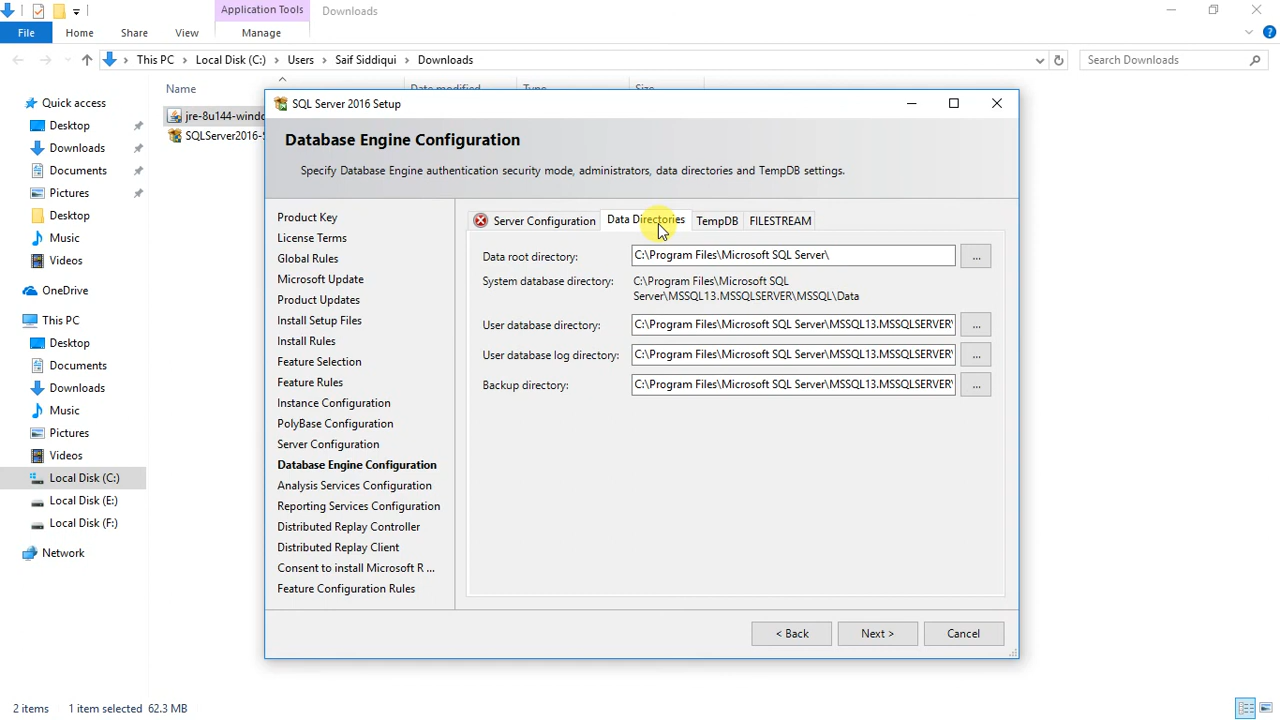 Application Tools
Downloads
File
Home
Share
View
Manage
This PC
Local Disk (C:)
Users
Saif Siddiqui
Downloads
Search Downloads
Quick access
Desktop
Downloads
Documents
Pictures
Desktop
Music
Videos
OneDrive
This PC
Desktop
Documents
Downloads
Music
Pictures
Videos
Local Disk (C:)
Local Disk (E:)
Local Disk (F:)
Network
Name
Date modified
Type
Size
jre-8u144-windo
SQLServer2016-S
SQL Server 2016 Setup
Database Engine Configuration
Specify Database Engine authentication security mode, administrators, data directories and TempDB settings.
Product Key
License Terms
Global Rules
Microsoft Update
Product Updates
Install Setup Files
Install Rules
Feature Selection
Feature Rules
Instance Configuration
PolyBase Configuration
Server Configuration
Database Engine Configuration
Analysis Services Configuration
Reporting Services Configuration
Distributed Replay Controller
Distributed Replay Client
Consent to install Microsoft R ...
Feature Configuration Rules
Server Configuration
Data Directories
TempDB
FILESTREAM
Data root directory:
C:\Program Files\Microsoft SQL Server\
...
System database directory:
C:\Program Files\Microsoft SQL
Server\MSSQL13.MSSQLSERVER\MSSQL\Data
User database directory:
C:\Program Files\Microsoft SQL Server\MSSQL13.MSSQLSERVER\
...
User database log directory:
C:\Program Files\Microsoft SQL Server\MSSQL13.MSSQLSERVER\
...
Backup directory:
C:\Program Files\Microsoft SQL Server\MSSQL13.MSSQLSERVER\
...
< Back
Next >
Cancel
2 items
1 item selected 62.3 MB